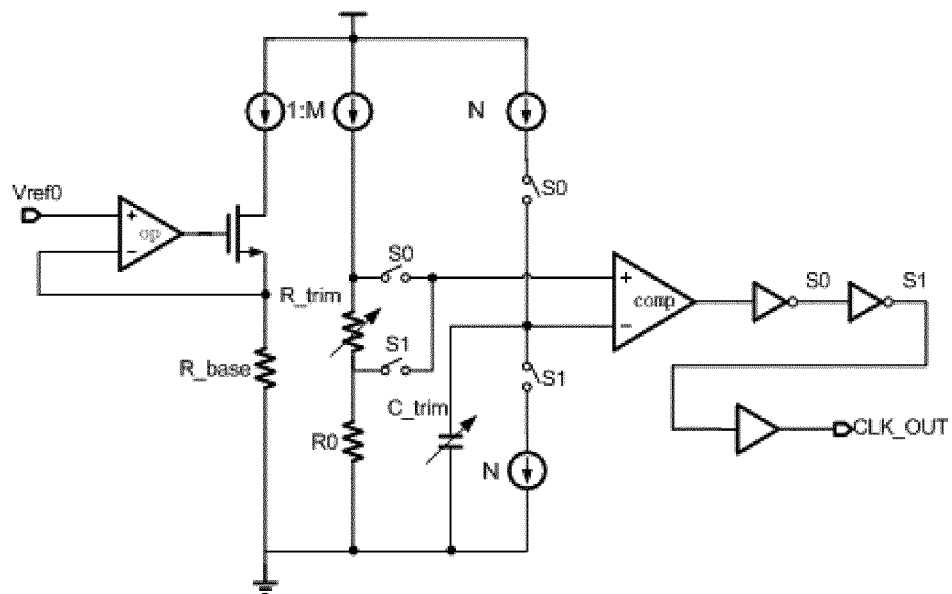 1:M
N
Vref0
+
op
−
S0
S0
R_trim
+
comp
−
S0
S1
S1
R_base
S1
C_trim
R0
CLK_OUT
N